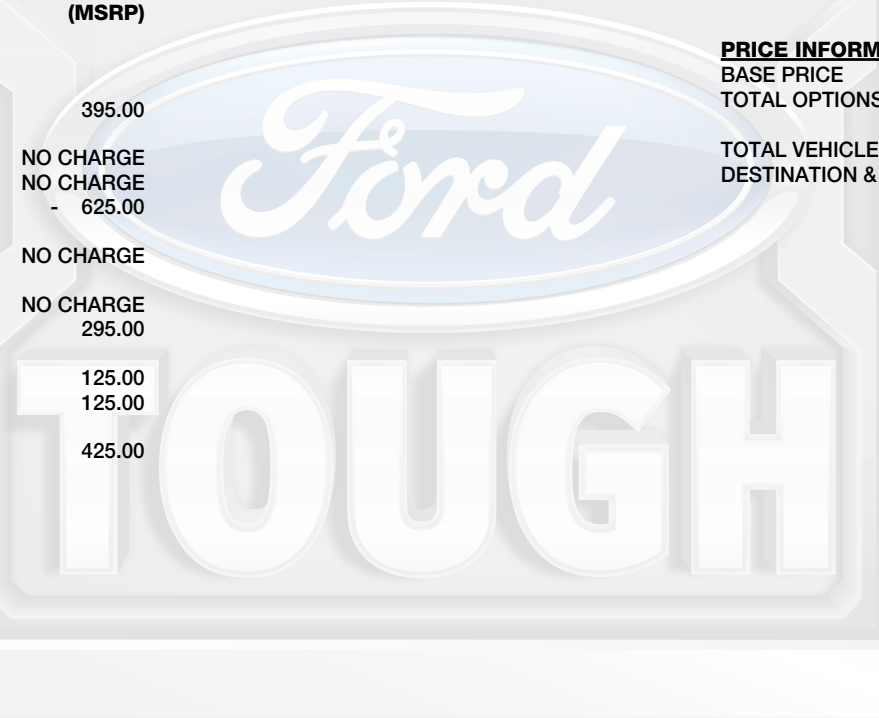 (MSRP)
395.00
NO CHARGE
NO CHARGE
- 625.00
NO CHARGE
NO CHARGE
295.00
125.00
125.00
425.00
PRICE INFORM
BASE PRICE
TOTAL OPTIONS
TOTAL VEHICLE
DESTINATION &
Ford
TOUGH